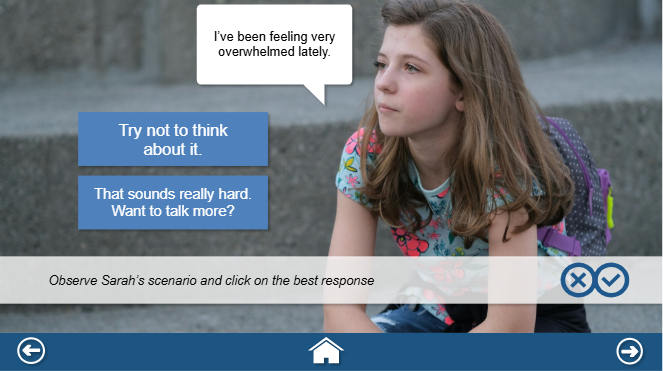 I've been feeling very
overwhelmed lately.
Try not to think
about it.
That sounds really hard.
Want to talk more?
Observe Sarah's scenario and click on the best response